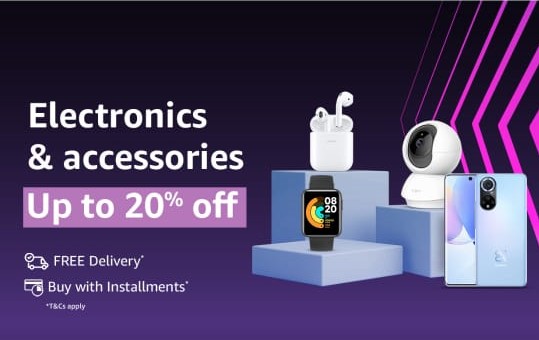 Electronics
& accessories
Up to 20% off
FREE Delivery*
Buy with Installments*
*T&Cs apply
08
20